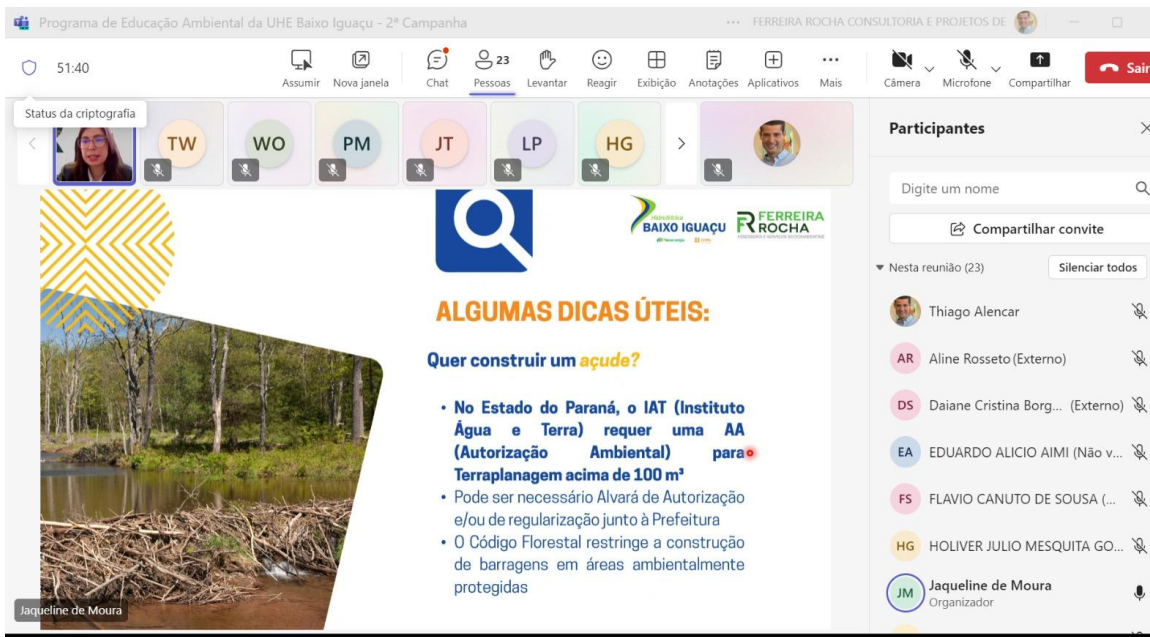 Programa de Educação Ambiental da UHE Baixo Iguaçu - 2ª Campanha
FERREIRA ROCHA CONSULTORIA E PROJETOS DE
51:40
Assumir
Nova janela
Chat
23
Pessoas
Levantar
Reagir
Exibição
Anotações
Aplicativos
Mais
Câmera
Microfone
Compartilhar
Sair
Status da criptografia
TW
WO
PM
JT
LP
HG
BAIXO IGUAÇU
FERREIRA
ROCHA
ALGUMAS DICAS ÚTEIS:
Quer construir um açude?
• No Estado do Paraná, o IAT (Instituto
Água e Terra) requer uma AA
(Autorização Ambiental) para
Terraplanagem acima de 100 m³
• Pode ser necessário Alvará de Autorização
e/ou de regularização junto à Prefeitura
• O Código Florestal restringe a construção
de barragens em áreas ambientalmente
protegidas
Jaqueline de Moura
Participantes
Digite um nome
Compartilhar convite
Nesta reunião (23)
Silenciar todos
Thiago Alencar
AR Aline Rosseto (Externo)
DS Daiane Cristina Borg... (Externo)
EA EDUARDO ALICIO AIMI (Não v...
FS FLAVIO CANUTO DE SOUSA (...
HG HOLIVER JULIO MESQUITA GO...
JM Jaqueline de Moura
Organizador